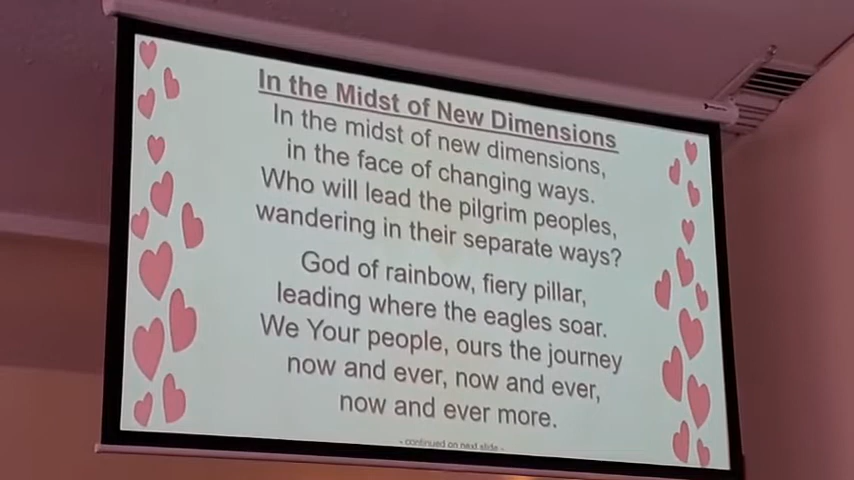 In the Midst of New Dimensions
In the midst of new dimensions,
in the face of changing ways.
Who will lead the pilgrim peoples,
wandering in their separate ways?
God of rainbow, fiery pillar,
leading where the eagles soar.
We Your people, ours the journey
now and ever, now and ever,
now and ever more.
- continued on next slide -